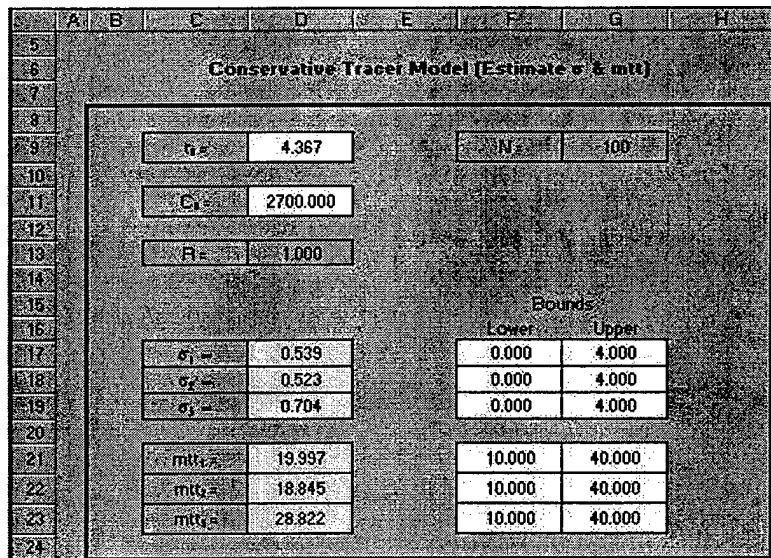 A B C D E F G H
5
6 Conservative Tracer Model (Estimate σ & mtt)
7
8
9 t₀ = 4.367 N = 100
10
11 C₀ = 2700.000
12
13 R = 1.000
14
15 Bounds
16 Lower Upper
17 σ₁ = 0.539 0.000 4.000
18 σ₂ = 0.523 0.000 4.000
19 σ₃ = 0.704 0.000 4.000
20
21 mtt₁ = 19.997 10.000 40.000
22 mtt₂ = 18.845 10.000 40.000
23 mtt₃ = 28.822 10.000 40.000
24